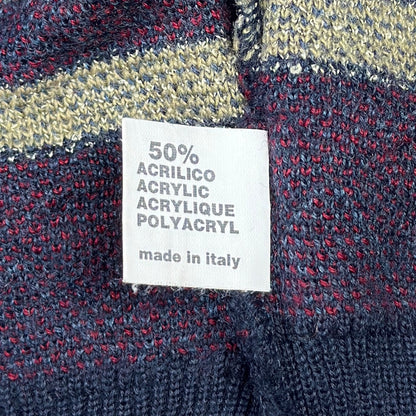 50%
ACRILICO
ACRYLIC
ACRYLIQUE
POLYACRYL
made in italy